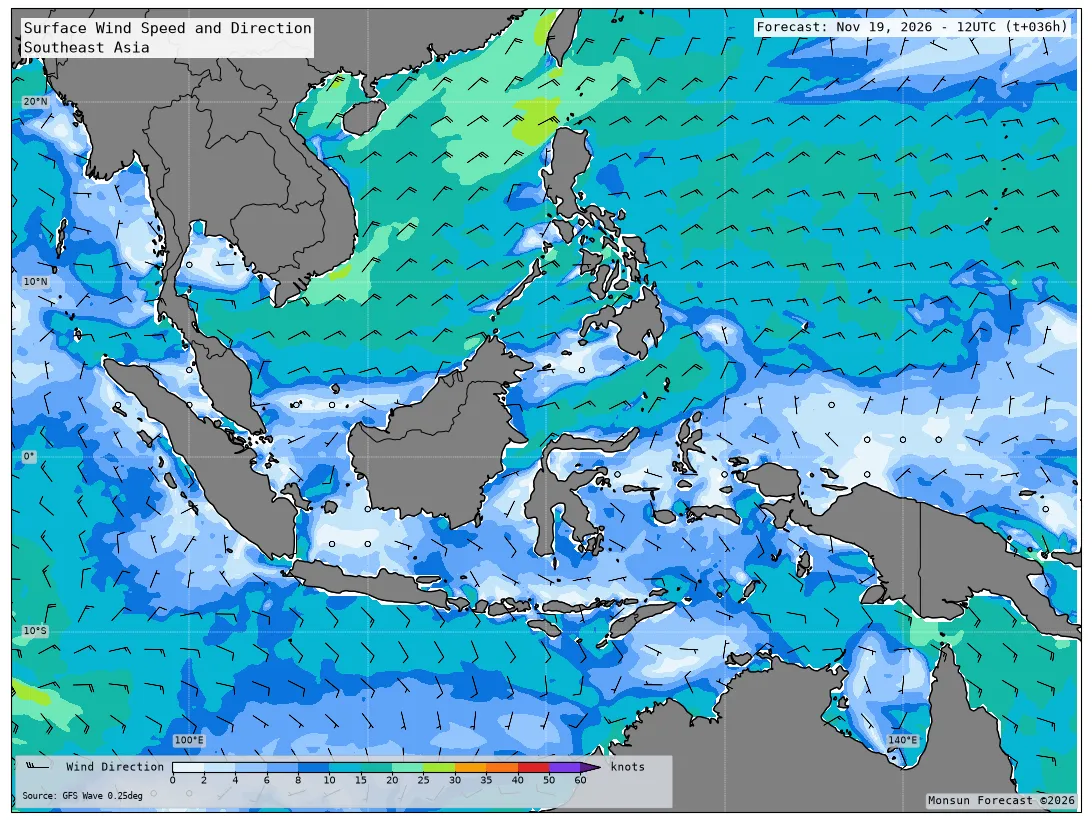 Surface Wind Speed and Direction
Southeast Asia
Forecast: Nov 19, 2026 - 12UTC (t+036h)
20°N
10°N
0°
10°S
100°E
140°E
Wind Direction
knots
0 2 4 6 8 10 15 20 25 30 35 40 50 60
Source: GFS Wave 0.25deg
Monsun Forecast ©2026